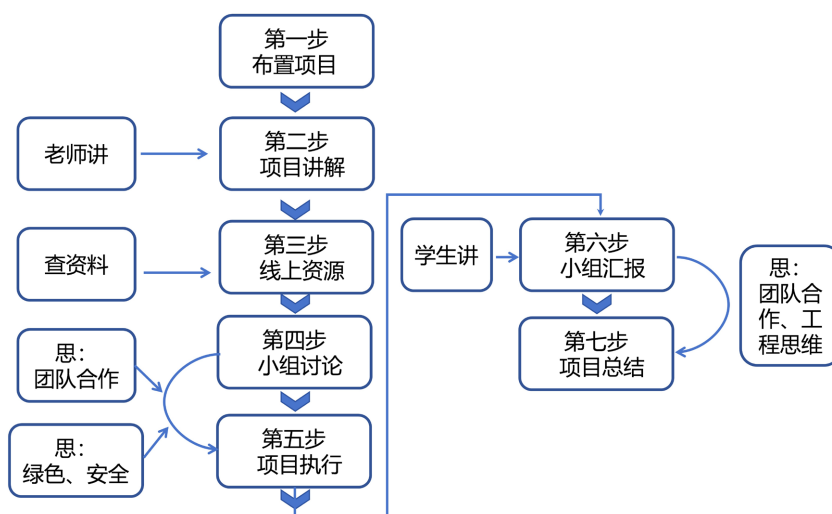 第一步
布置项目
老师讲
第二步
项目讲解
查资料
第三步
线上资源
思：
团队合作
第四步
小组讨论
思：
绿色、安全
第五步
项目执行
学生讲
第六步
小组汇报
思：
团队合
作、工
程思维
第七步
项目总结